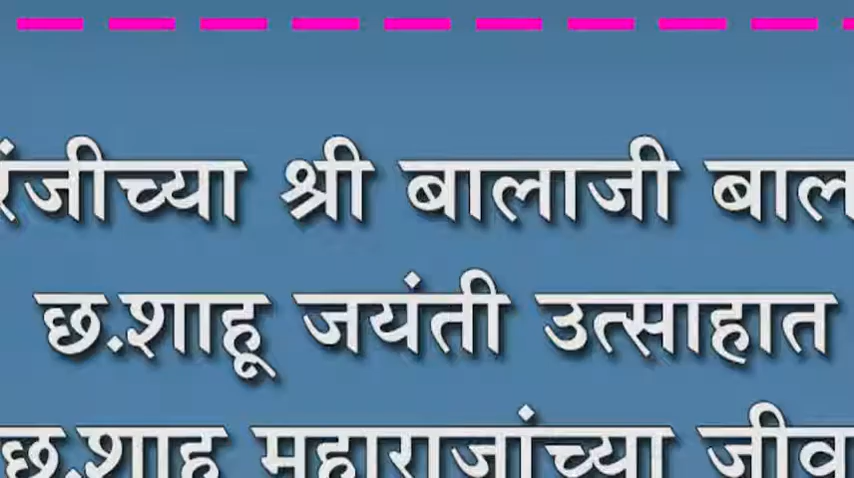 श्री बालाजी
छ.शाहू जयंती उत्साहात
छ.शाहू महाराजांच्या